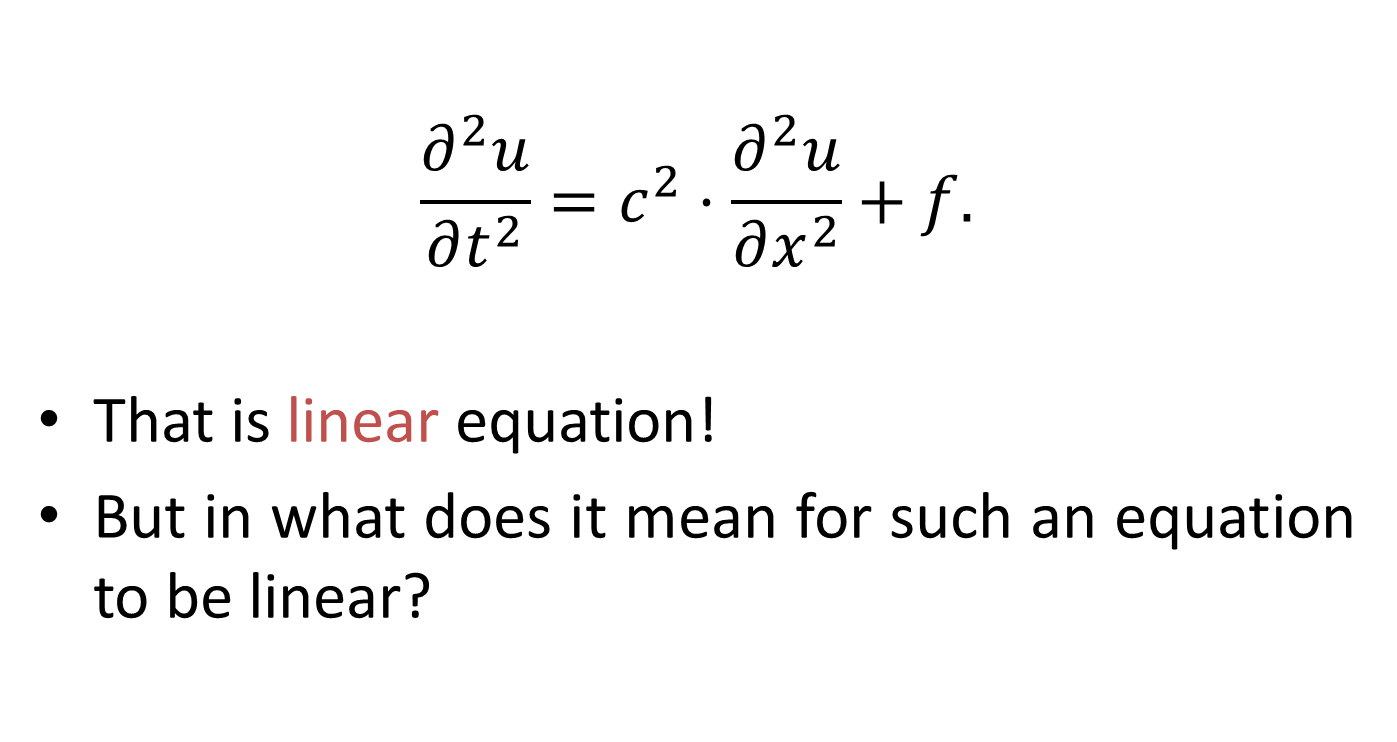 ∂²u/∂t² = c² · ∂²u/∂x² + f.
• That is linear equation!
• But in what does it mean for such an equation
to be linear?